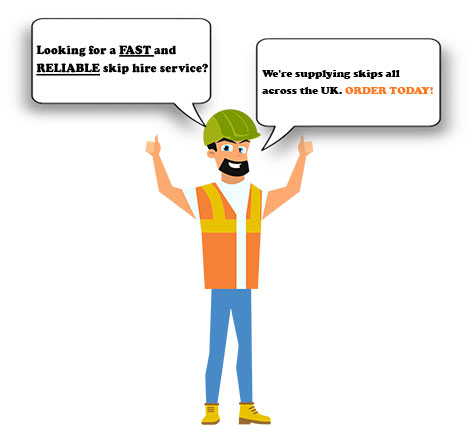 Looking for a FAST and
RELIABLE skip hire service?
We're supplying skips all
across the UK. ORDER TODAY!